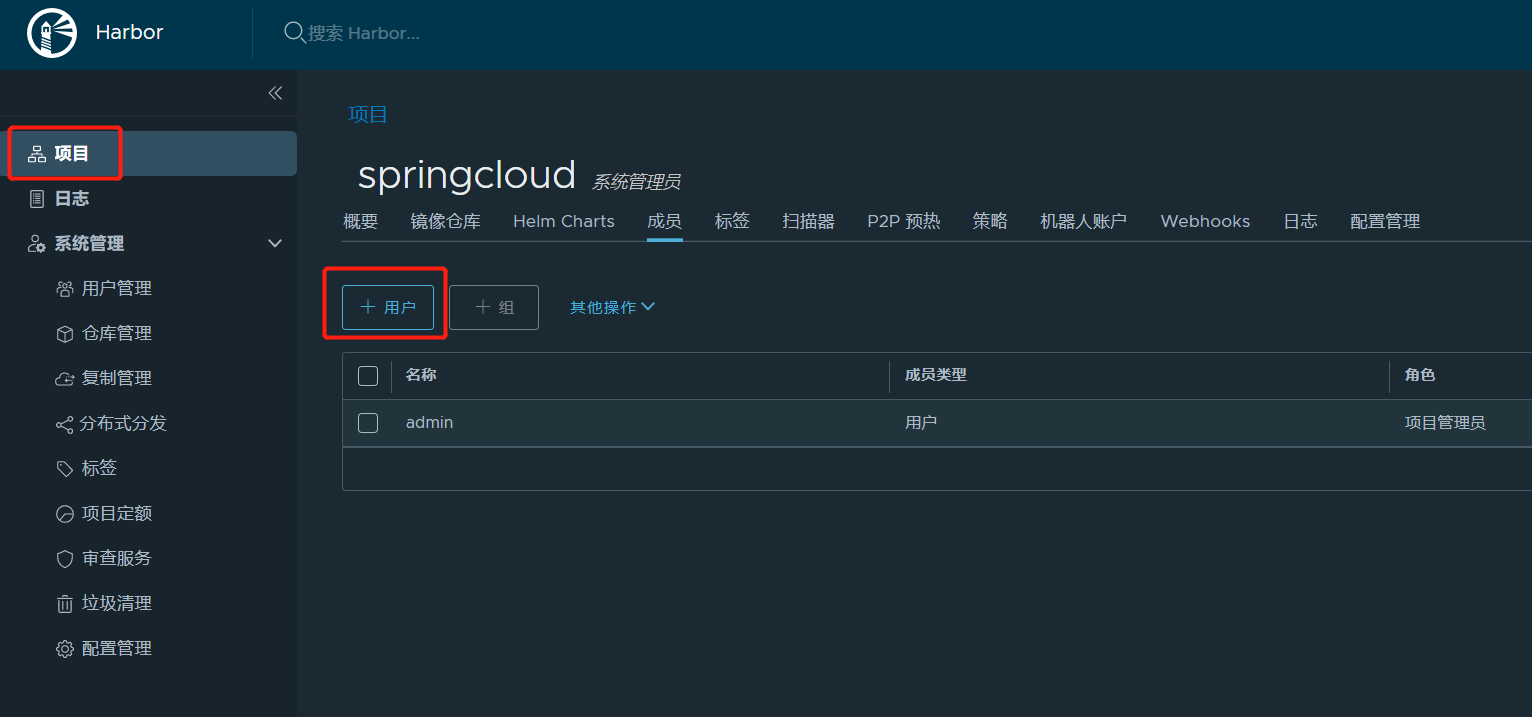 Harbor
搜索 Harbor...
项目
日志
系统管理
用户管理
仓库管理
复制管理
分布式分发
标签
项目定额
审查服务
垃圾清理
配置管理
项目
springcloud 系统管理员
概要 镜像仓库 Helm Charts 成员 标签 扫描器 P2P 预热 策略 机器人账户 Webhooks 日志 配置管理
+ 用户 + 组 其他操作
名称 成员类型 角色
admin 用户 项目管理员